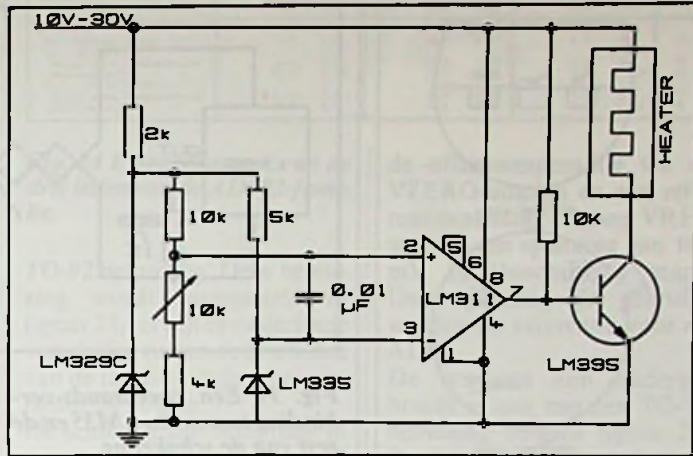 10V-30V
2k
10k
5k
10k
4k
LM329C
LM335
0.01
µF
2
3
5
6
8
7
4
1
LM311
10K
HEATER
LM395